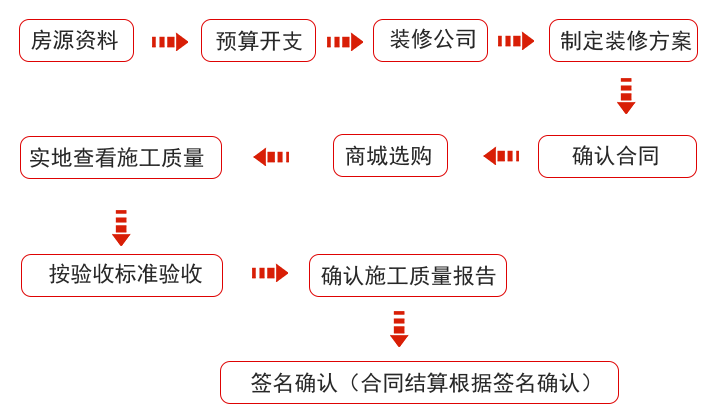 房源资料
预算开支
装修公司
制定装修方案
确认合同
商城选购
实地查看施工质量
按验收标准验收
确认施工质量报告
签名确认（合同结算根据签名确认）